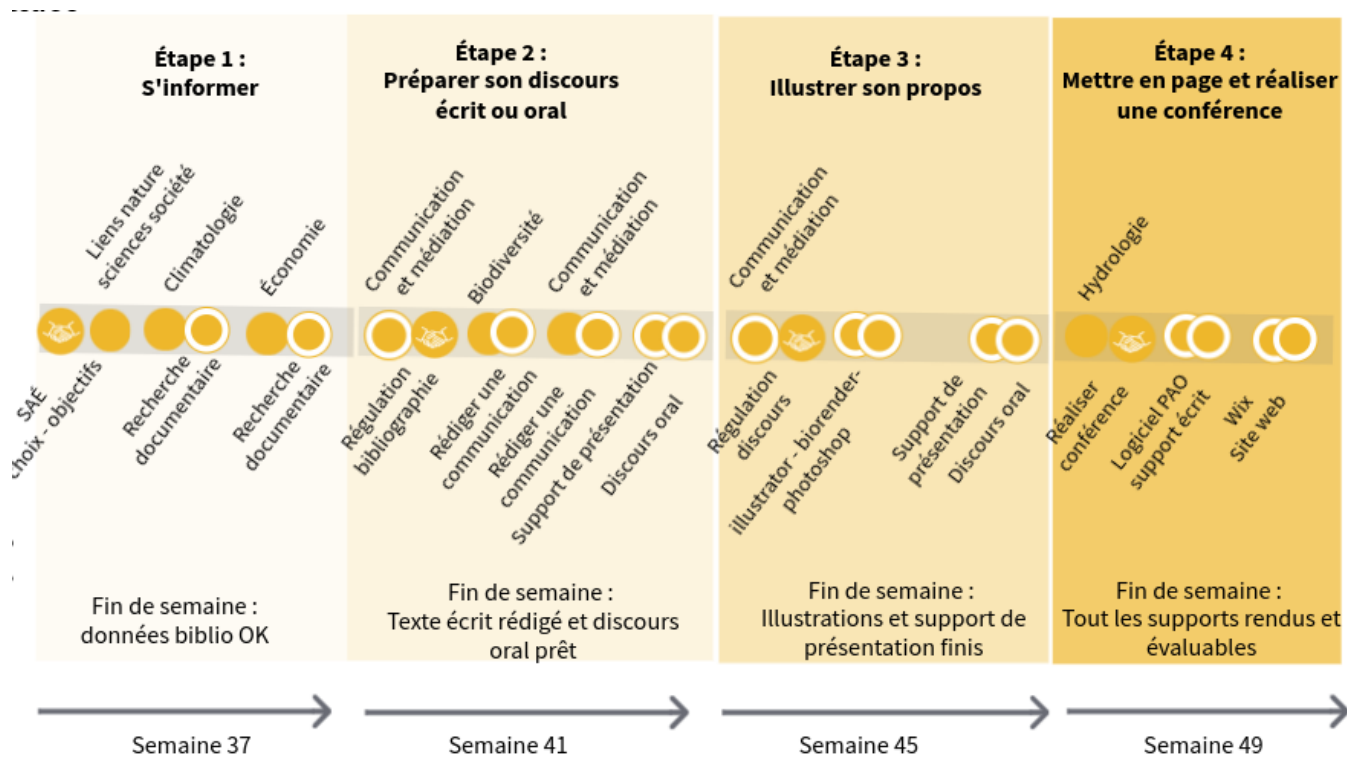 Étape 1 :
S'informer
Étape 2 :
Préparer son discours
écrit ou oral
Étape 3 :
Illustrer son propos
Étape 4 :
Mettre en page et réaliser
une conférence
Liens nature
sciences société
Climatologie
Économie
Communication
et médiation
Biodiversité
Communication
et médiation
Communication
et médiation
Hydrologie
SAÉ
choix - objectifs
Recherche
documentaire
Recherche
documentaire
Régulation
bibliographie
Rédiger une
communication
Rédiger une
communication
Support de présentation
Discours oral
Régulation
discours
illustrator - biorender-
photoshop
Support de
présentation
Discours oral
Réaliser
conférence
Logiciel PAO
support écrit
Wix
Site web
Fin de semaine :
données biblio OK
Fin de semaine :
Texte écrit rédigé et discours
oral prêt
Fin de semaine :
Illustrations et support de
présentation finis
Fin de semaine :
Tout les supports rendus et
évaluables
Semaine 37
Semaine 41
Semaine 45
Semaine 49